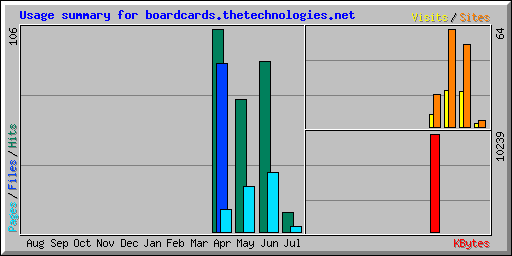 Usage summary for boardcards.thetechnologies.net
Visits/Sites
106
64
Pages/Files/Hits
10239
Aug Sep Oct Nov Dec Jan Feb Mar Apr May Jun Jul
KBytes